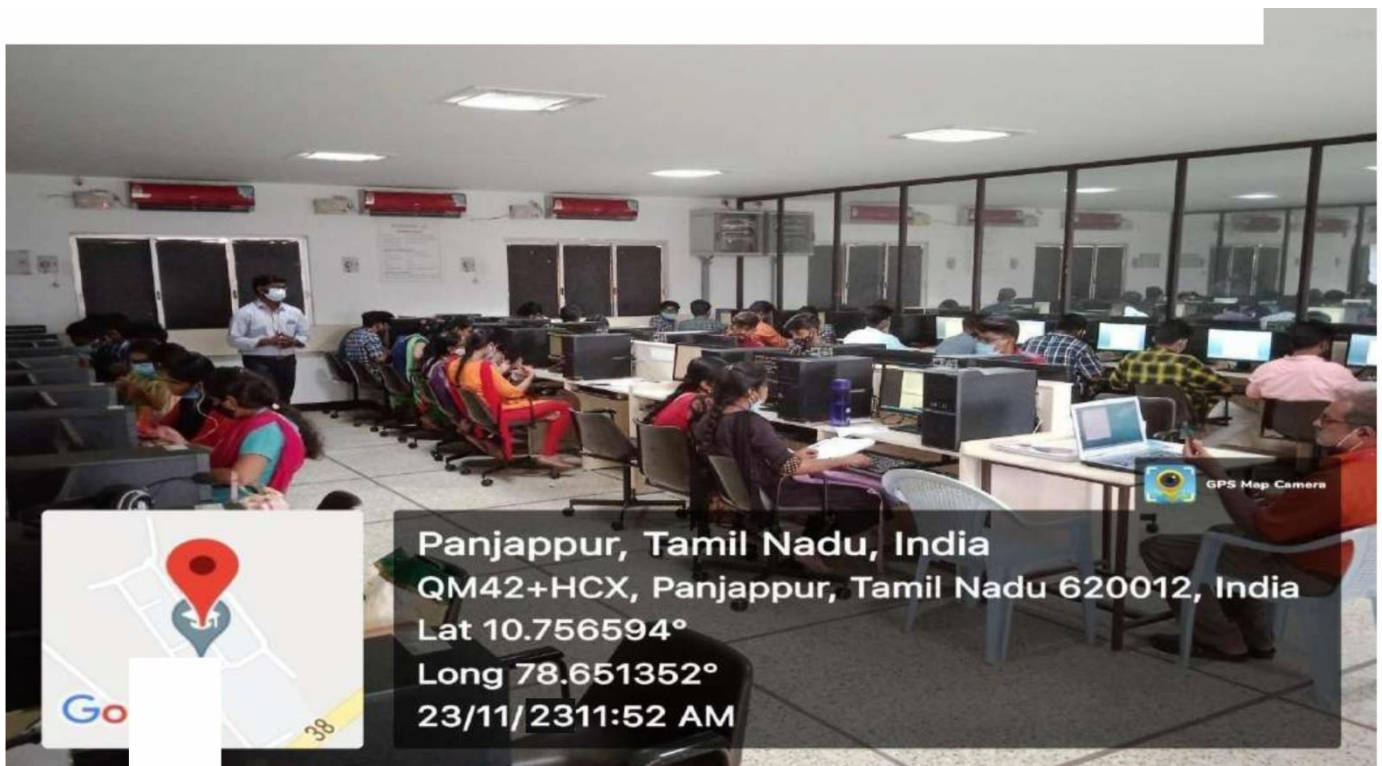 GPS Map Camera
Panjappur, Tamil Nadu, India
QM42+HCX, Panjappur, Tamil Nadu 620012, India
Lat 10.756594°
Long 78.651352°
23/11/2311:52 AM
Go
38